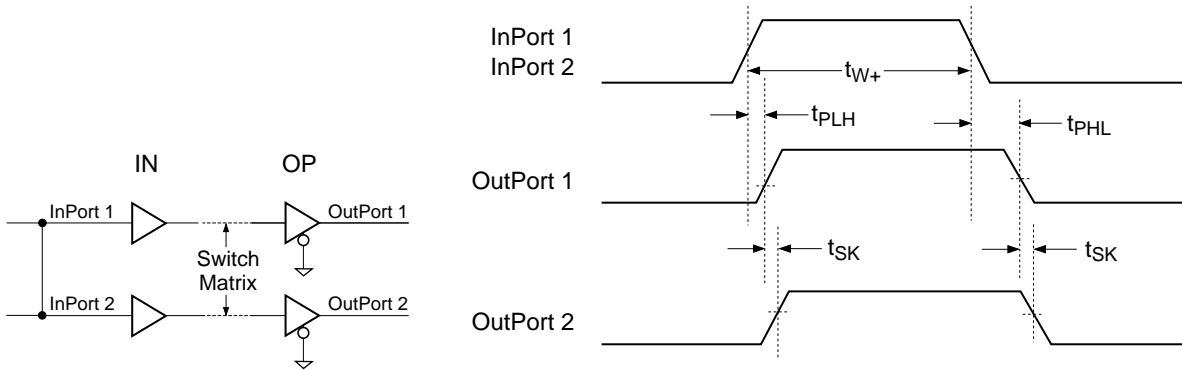 IN
OP
InPort 1
OutPort 1
Switch
Matrix
InPort 2
OutPort 2
InPort 1
InPort 2
tW+
tPLH
tPHL
OutPort 1
tSK
tSK
OutPort 2